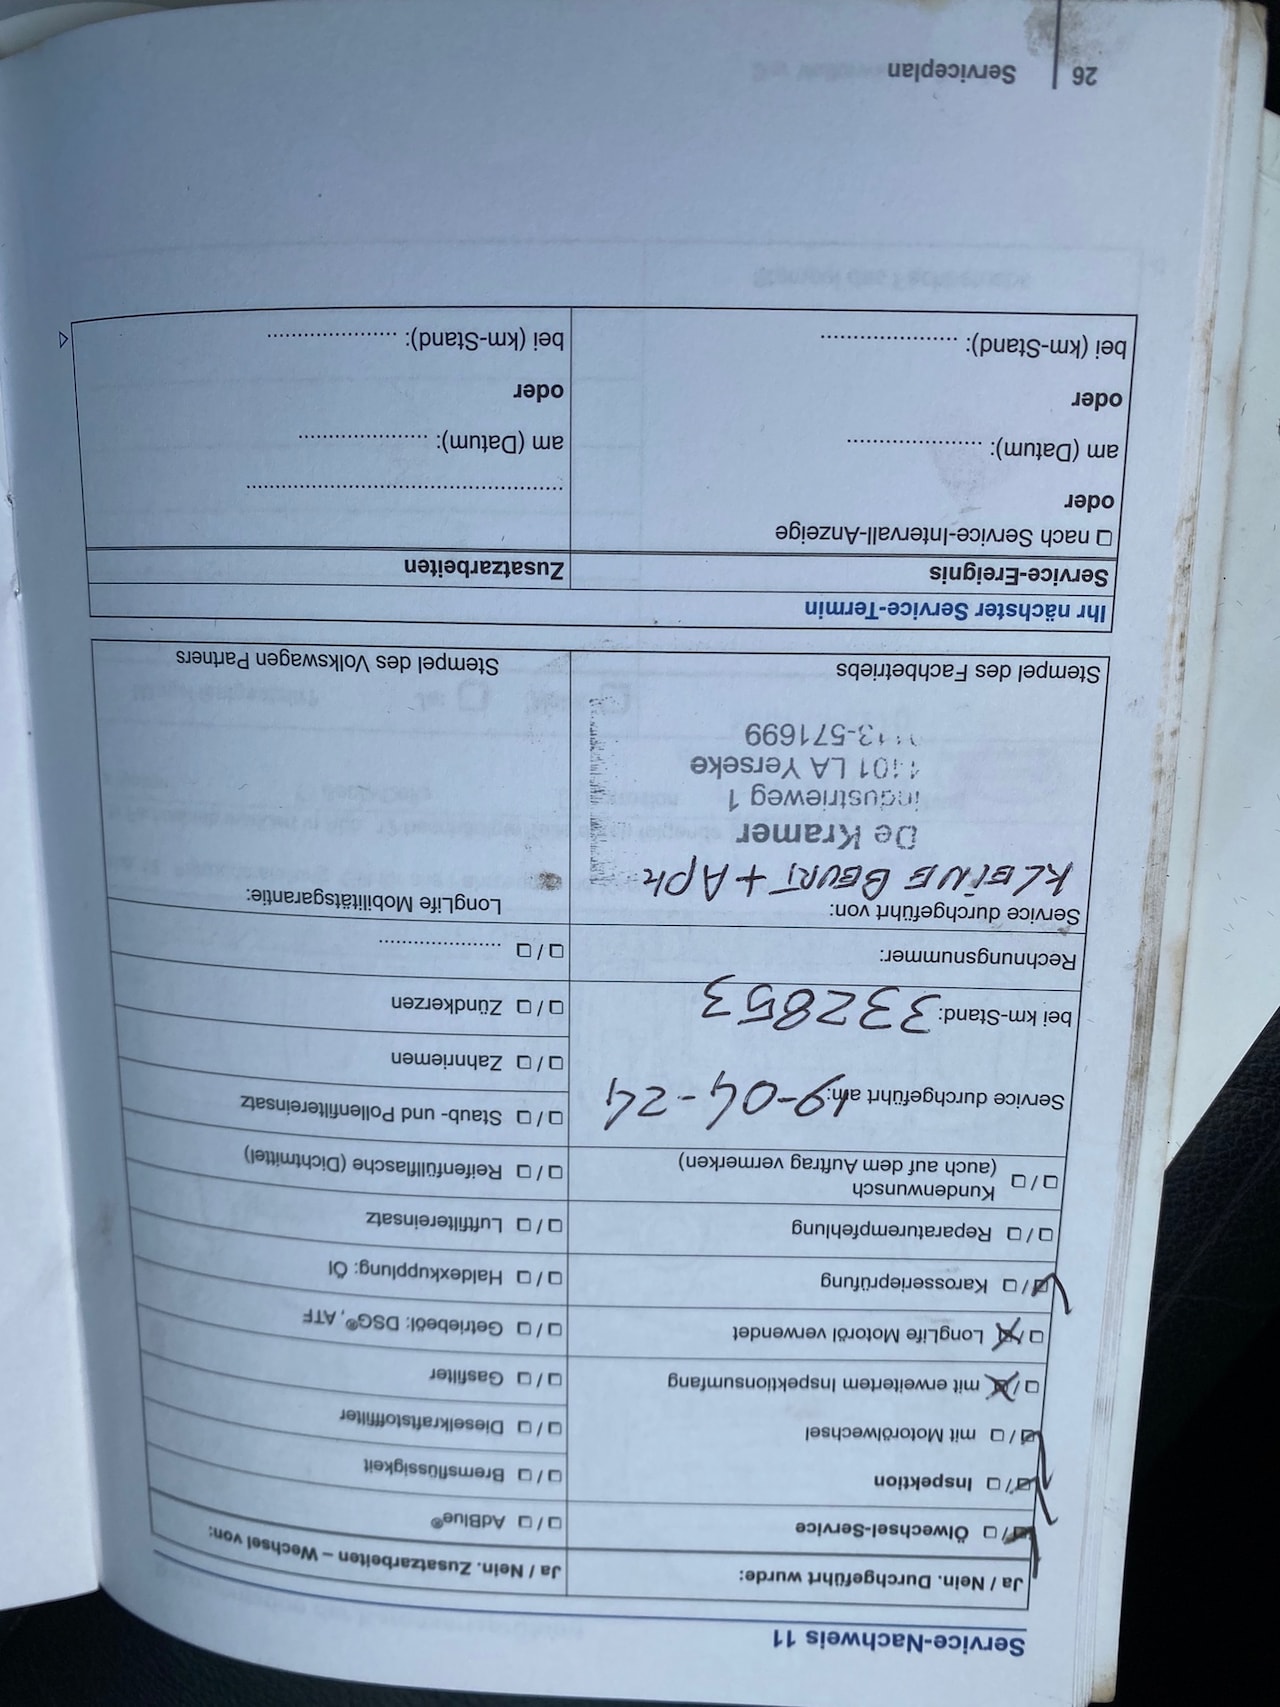 Service-Nachweis 11
Ja / Nein. Durchgeführt wurde:
Ölwechsel-Service
Inspektion
mit Motorölwechsel
mit erweitertem Inspektionsumfang
LongLife Motoröl verwendet
Karosserieprüfung
Reparaturempfehlung
Kundenwunsch
(auch auf dem Auftrag vermerken)
Service durchgeführt am: 19-04-24
bei km-Stand: 332853
Rechnungsnummer:
Service durchgeführt von:
KLEINE BEURT + APK
De Kramer
industrieweg 1
LA Yerseke
13-571699
Stempel des Fachbetriebs
Ja / Nein. Zusatzarbeiten – Wechsel von:
AdBlue®
Bremsflüssigkeit
Dieselkraftstofffilter
Gasfilter
Getriebeöl: DSG®, ATF
Haldexkupplung: Öl
Luftfiltereinsatz
Reifenfüllflasche (Dichtmittel)
Staub- und Pollenfiltereinsatz
Zahnriemen
Zündkerzen
......................
LongLife Mobilitätsgarantie:
Stempel des Volkswagen Partners
Ihr nächster Service-Termin
Service-Ereignis
nach Service-Intervall-Anzeige
oder
am (Datum): .....................
oder
bei (km-Stand): .....................
Zusatzarbeiten
..................................................
am (Datum): .....................
oder
bei (km-Stand): .....................
26 Serviceplan